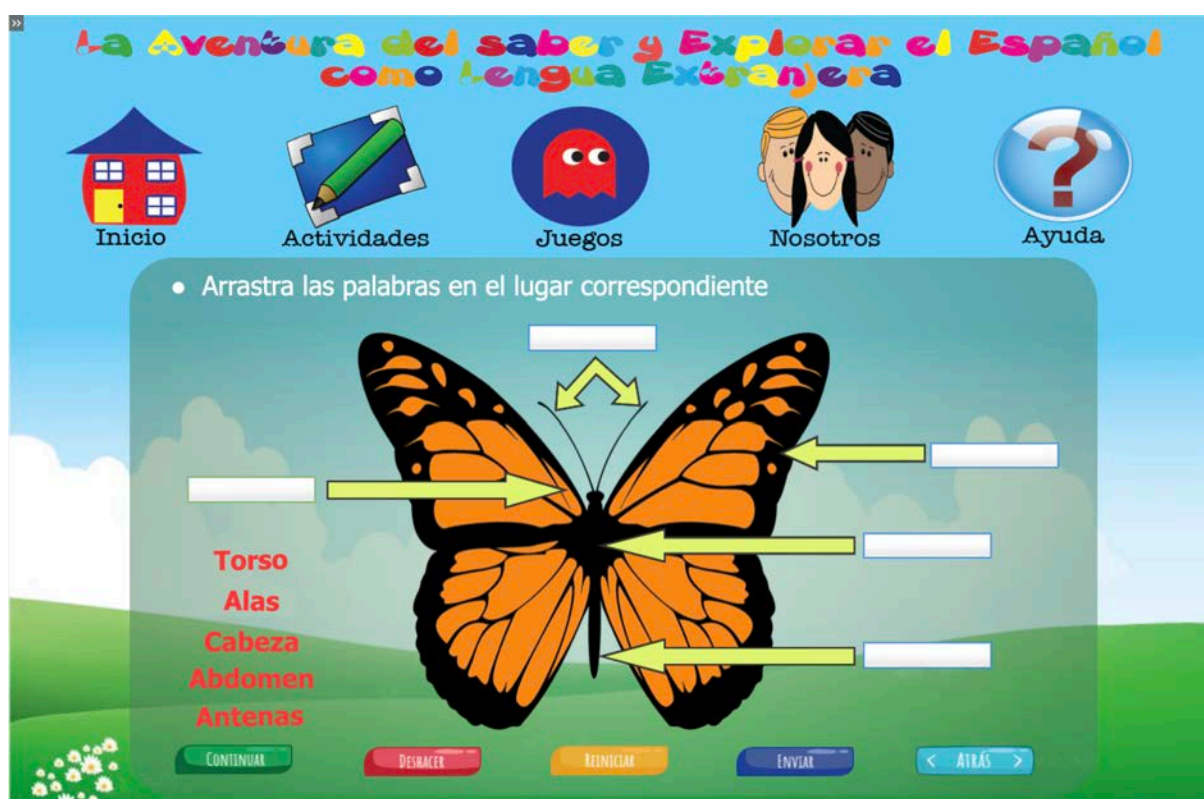 »
La Aventura del saber y Explorar el Español
como Lengua Extranjera
Inicio
Actividades
Juegos
Nosotros
Ayuda
● Arrastra las palabras en el lugar correspondiente
Torso
Alas
Cabeza
Abdomen
Antenas
CONTINUAR
DESHACER
REINICIAR
ENVIAR
< ATRÁS >